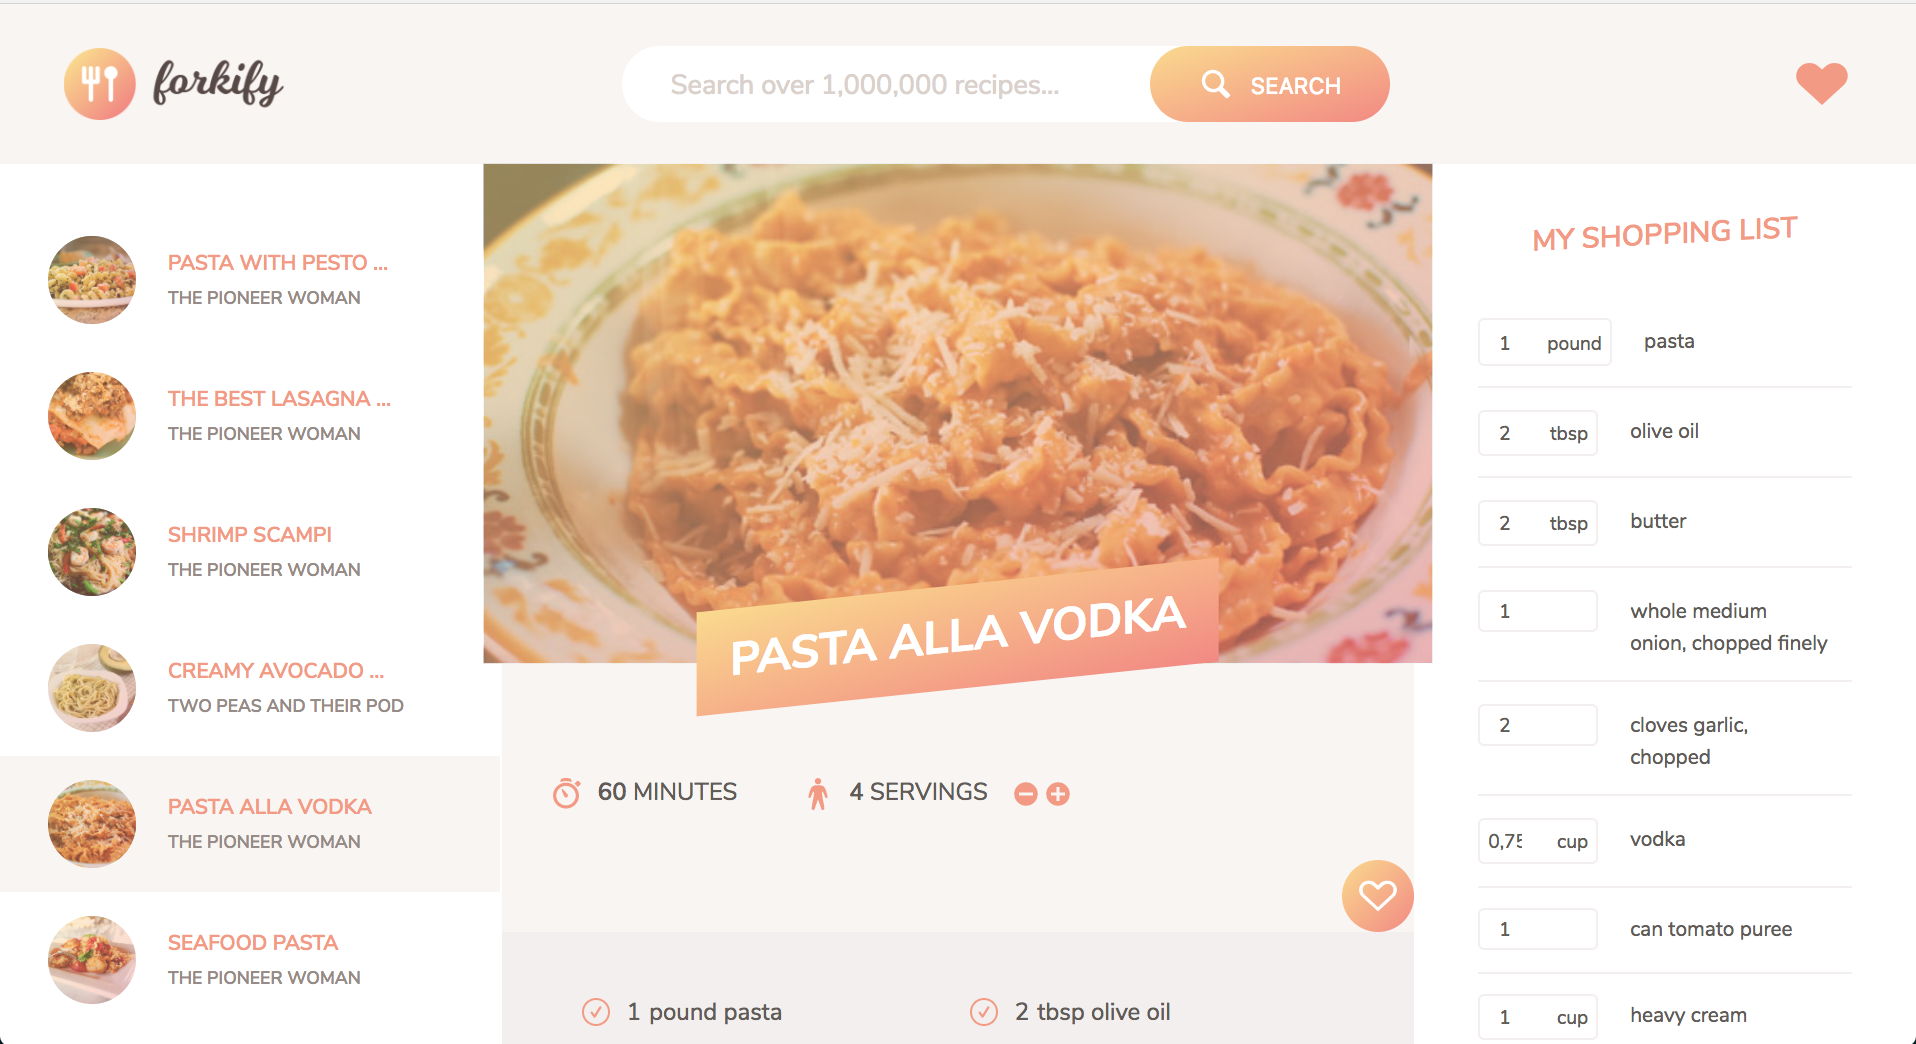 forkify
Search over 1,000,000 recipes...
SEARCH
PASTA WITH PESTO ...
THE PIONEER WOMAN
THE BEST LASAGNA ...
THE PIONEER WOMAN
SHRIMP SCAMPI
THE PIONEER WOMAN
CREAMY AVOCADO ...
TWO PEAS AND THEIR POD
PASTA ALLA VODKA
THE PIONEER WOMAN
SEAFOOD PASTA
THE PIONEER WOMAN
PASTA ALLA VODKA
60 MINUTES
4 SERVINGS
1 pound pasta
2 tbsp olive oil
MY SHOPPING LIST
1 pound pasta
2 tbsp olive oil
2 tbsp butter
1 whole medium
onion, chopped finely
2 cloves garlic,
chopped
0,75 cup vodka
1 can tomato puree
1 cup heavy cream